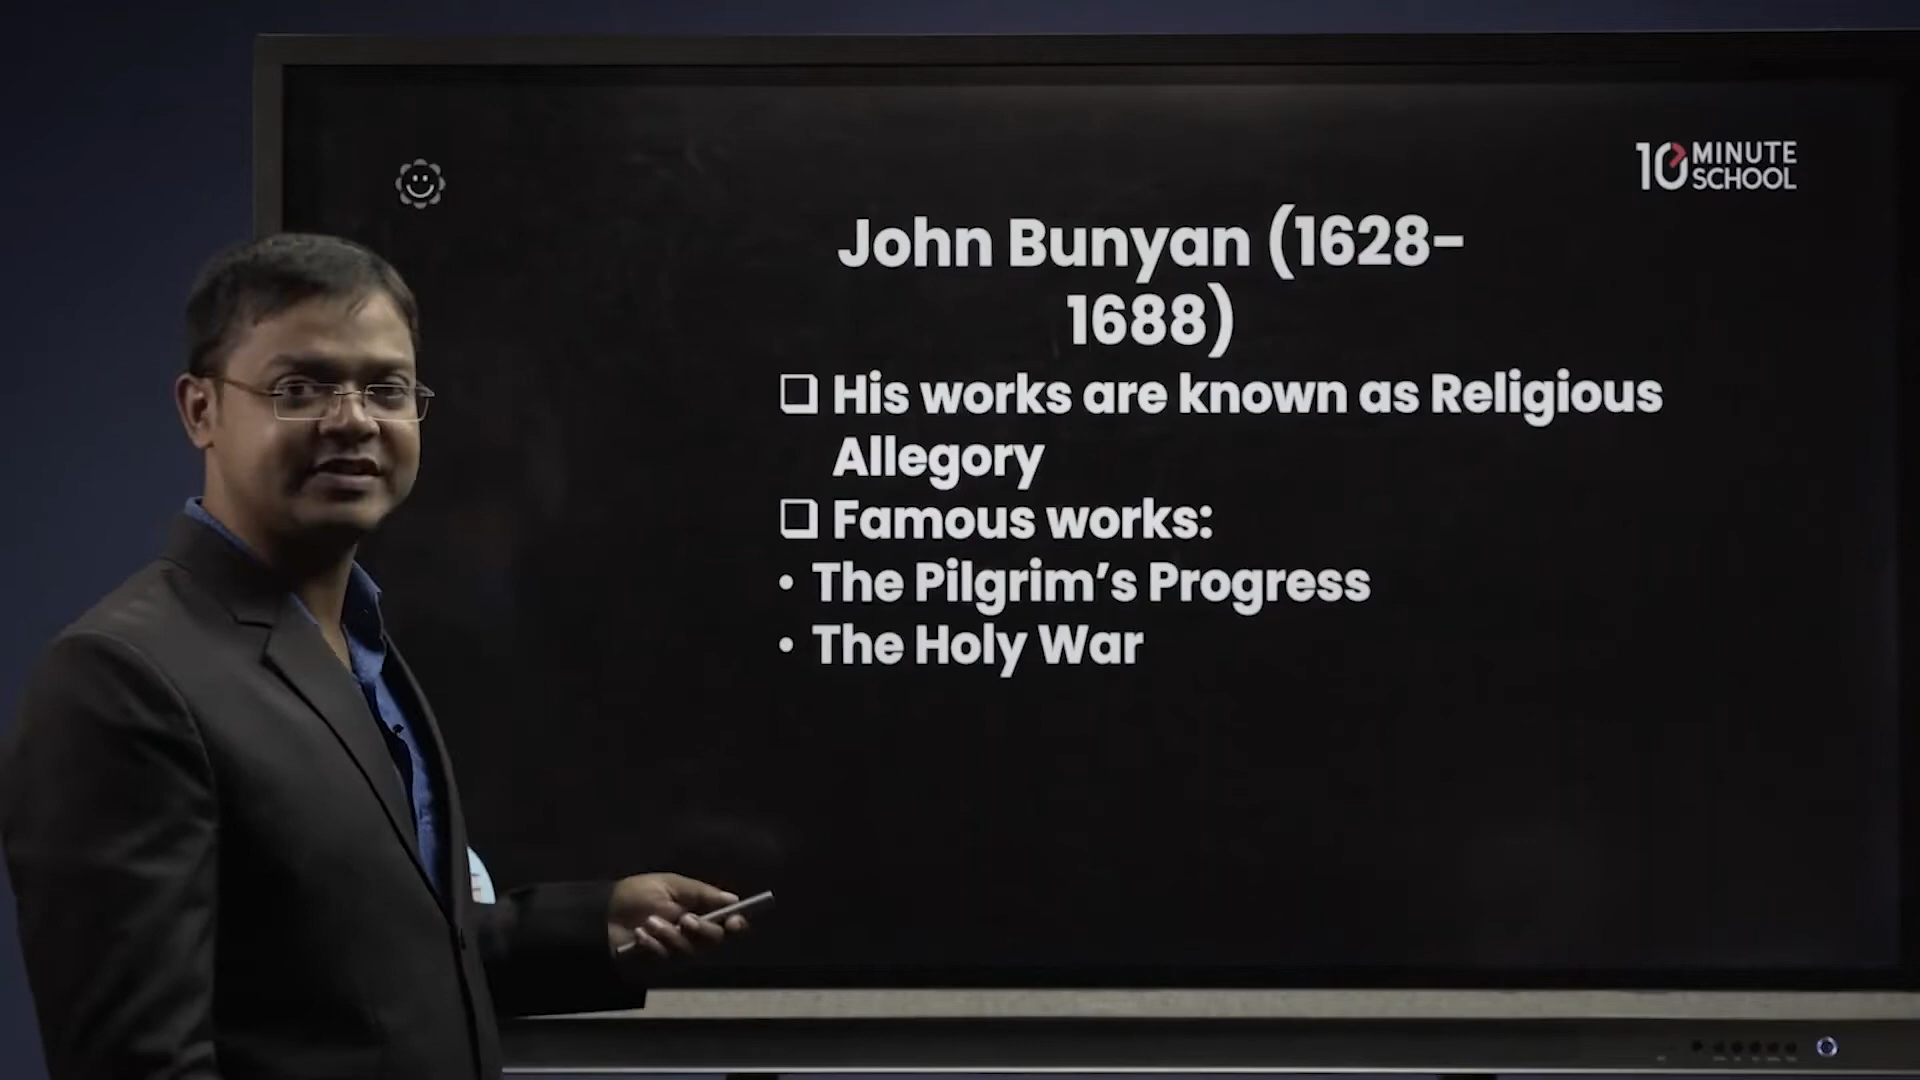 10 MINUTE
SCHOOL
John Bunyan (1628-
1688)
His works are known as Religious
Allegory
Famous works:
• The Pilgrim’s Progress
• The Holy War